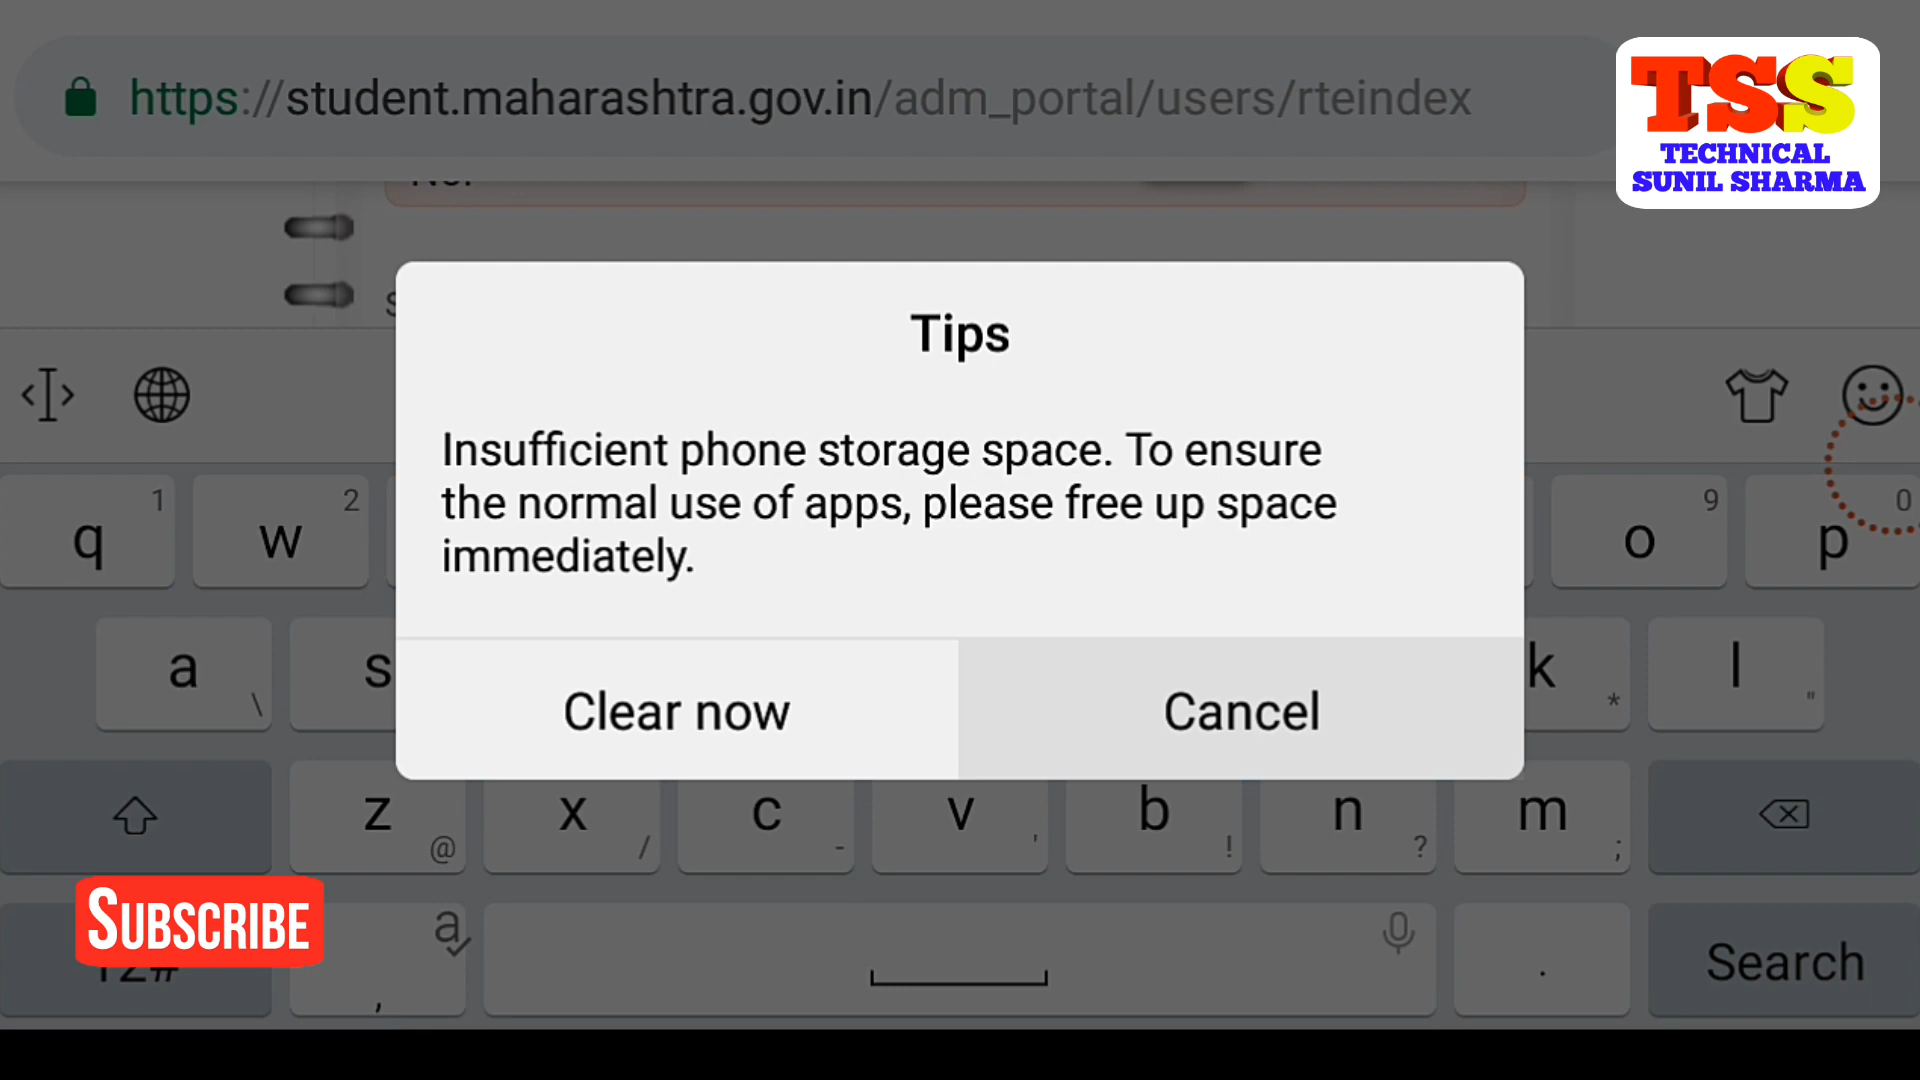 https://student.maharashtra.gov.in/adm_portal/users/rteindex
TSS
TECHNICAL
SUNIL SHARMA
Tips
Insufficient phone storage space. To ensure
the normal use of apps, please free up space
immediately.
Clear now
Cancel
1 2 9 0
q w o p
a s k l
\ * "
z x c v b n m
@ / - ' ! ? ;
SUBSCRIBE
12#
a
,
.
Search